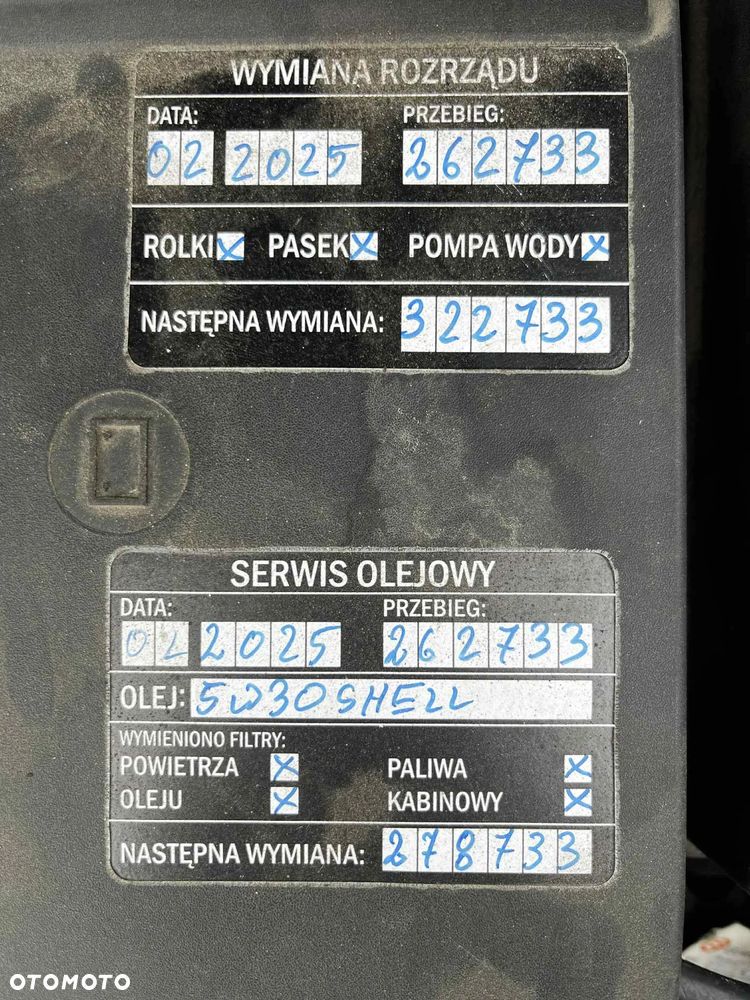 WYMIANA ROZRZĄDU
DATA: PRZEBIEG:
02 2025 262733
ROLKI X PASEK X POMPA WODY X
NASTĘPNA WYMIANA: 322733
SERWIS OLEJOWY
DATA: PRZEBIEG:
02 2025 262733
OLEJ: 5W30 SHELL
WYMIENIONO FILTRY:
POWIETRZA X PALIWA X
OLEJU X KABINOWY X
NASTĘPNA WYMIANA: 278733
OTOMOTO